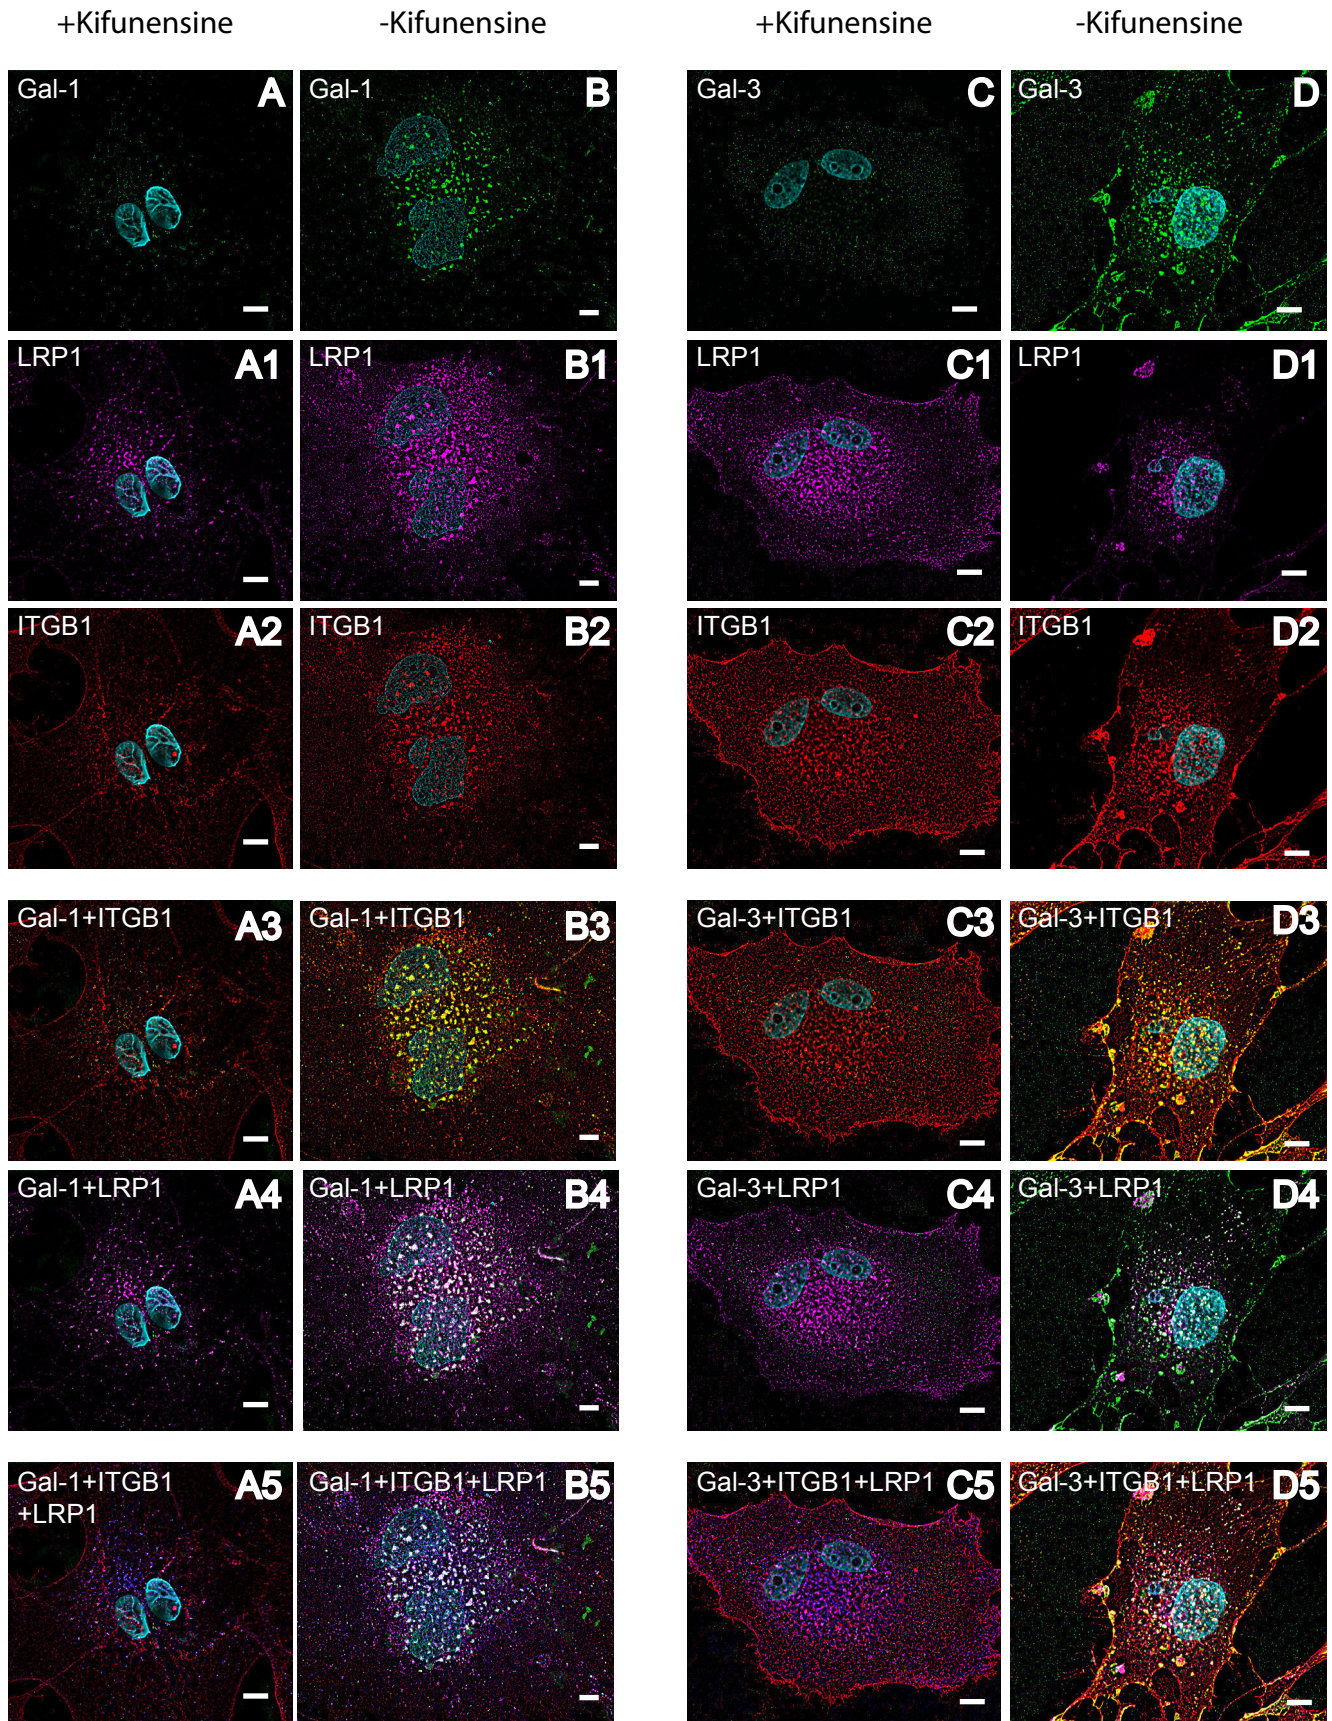 +Kifunensine -Kifunensine +Kifunensine -Kifunensine
Gal-1 A Gal-1 B Gal-3 C Gal-3 D
LRP1 A1 LRP1 B1 LRP1 C1 LRP1 D1
ITGB1 A2 ITGB1 B2 ITGB1 C2 ITGB1 D2
Gal-1+ITGB1 A3 Gal-1+ITGB1 B3 Gal-3+ITGB1 C3 Gal-3+ITGB1 D3
Gal-1+LRP1 A4 Gal-1+LRP1 B4 Gal-3+LRP1 C4 Gal-3+LRP1 D4
Gal-1+ITGB1 A5 Gal-1+ITGB1+LRP1 B5 Gal-3+ITGB1+LRP1 C5 Gal-3+ITGB1+LRP1 D5
+LRP1